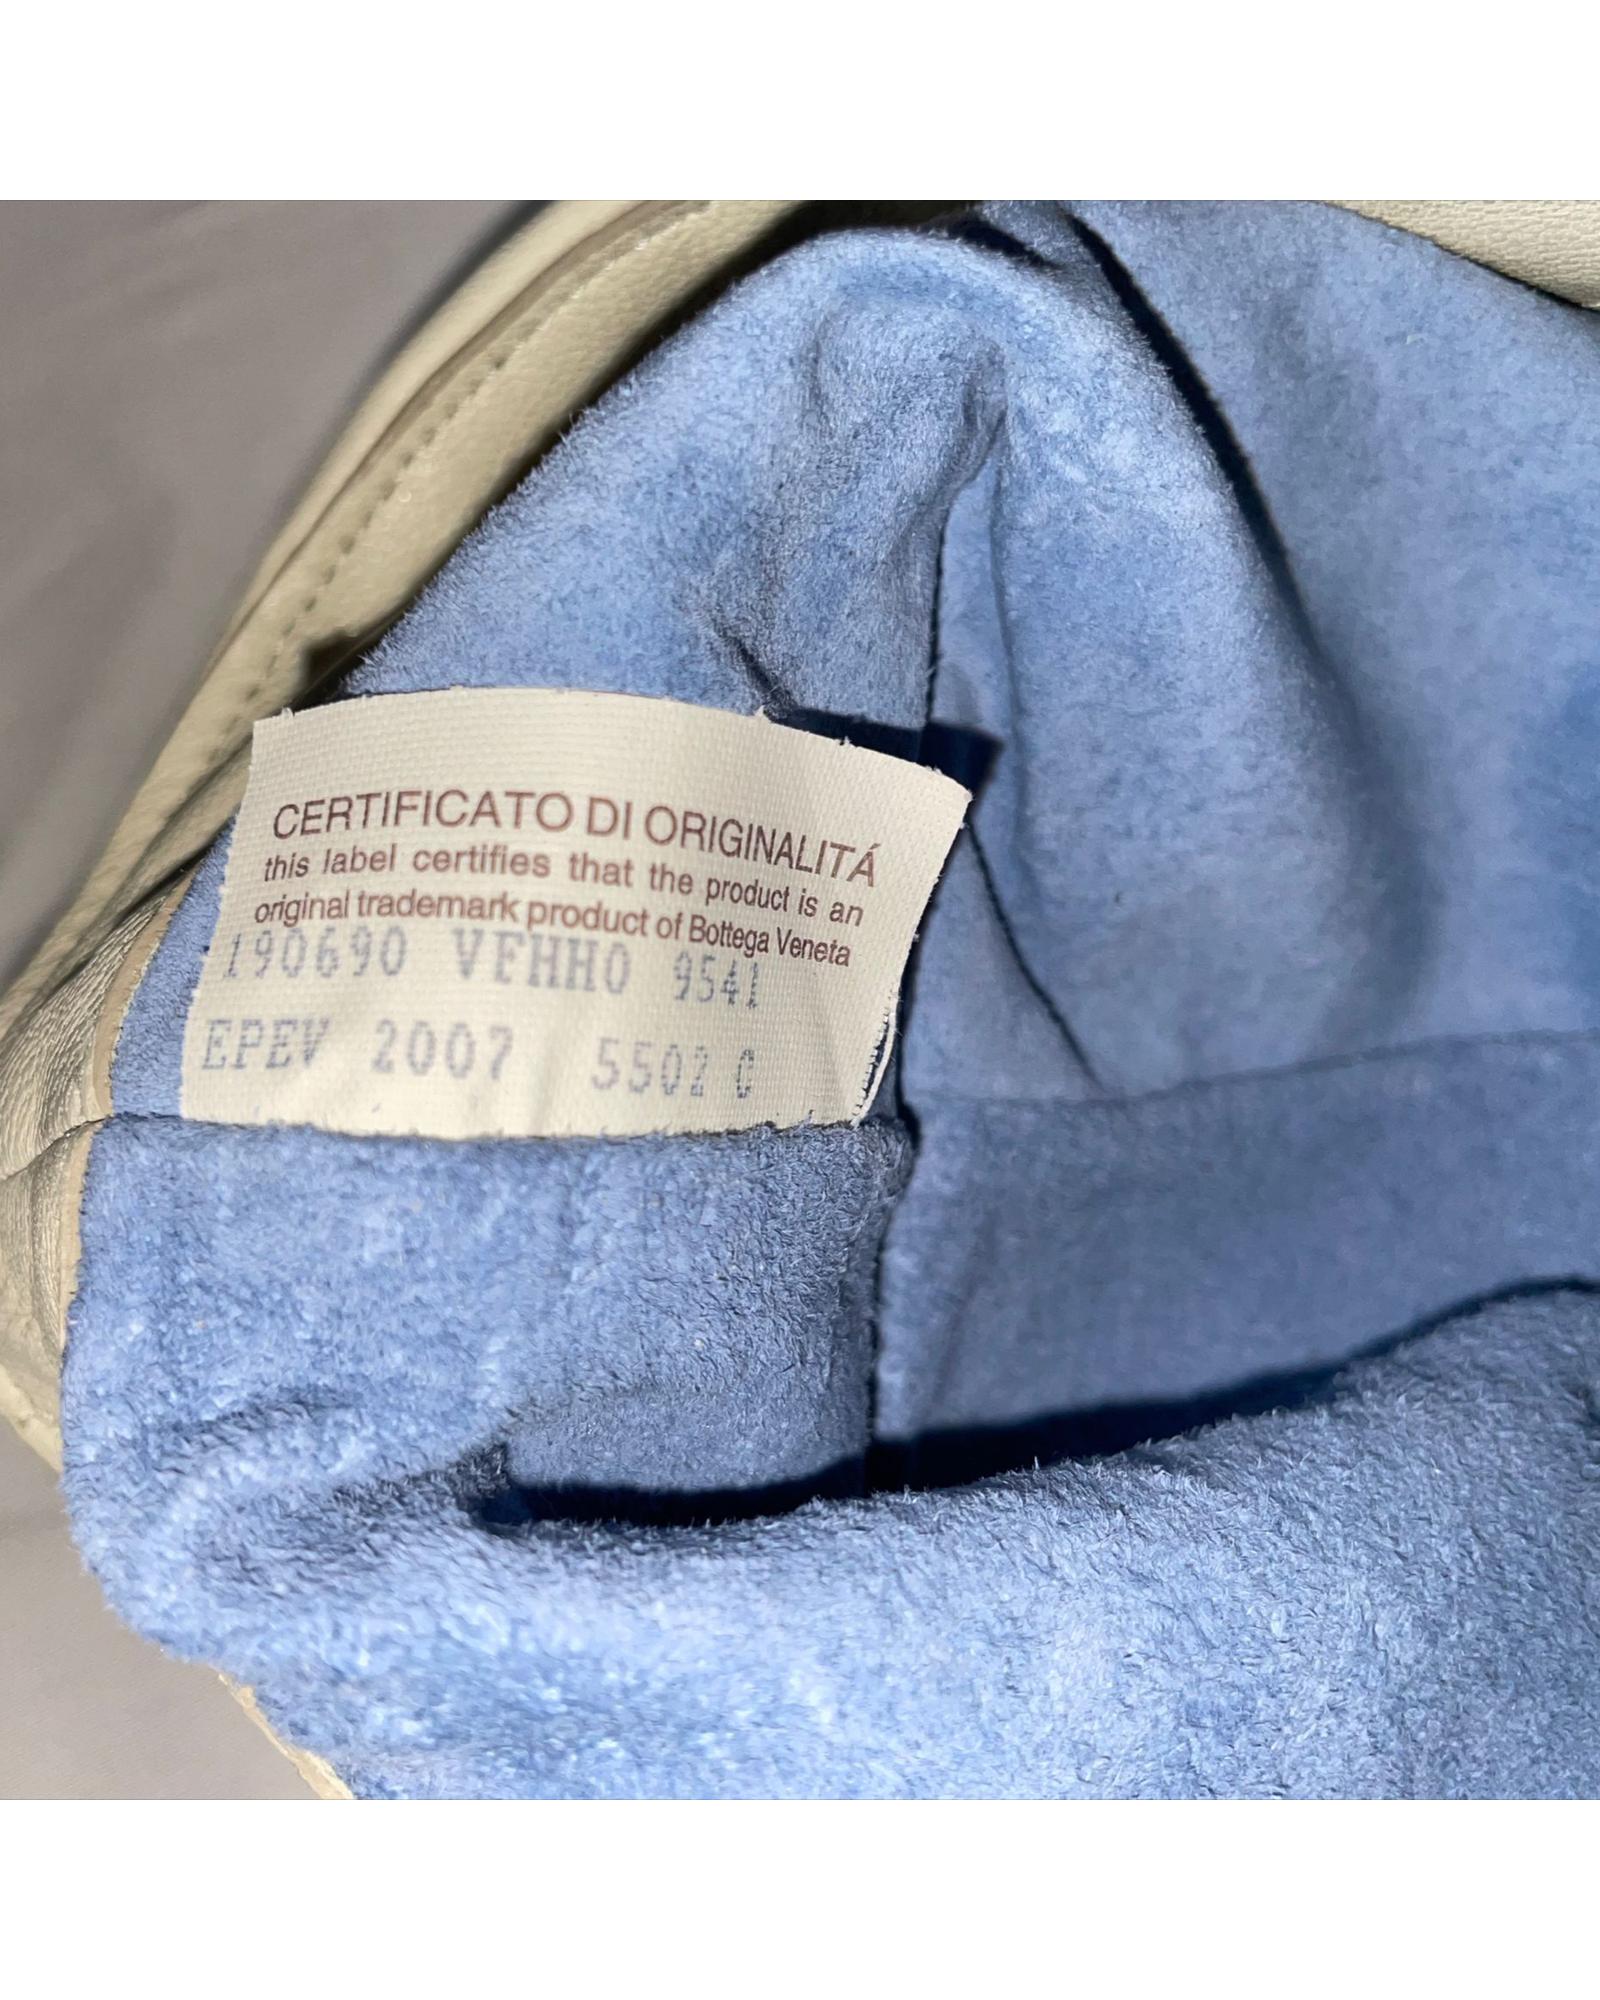 CERTIFICATO DI ORIGINALITÁ
this label certifies that the product is an
original trademark product of Bottega Veneta
190690 VFHH0 9541
EPEV 2007 5502 C